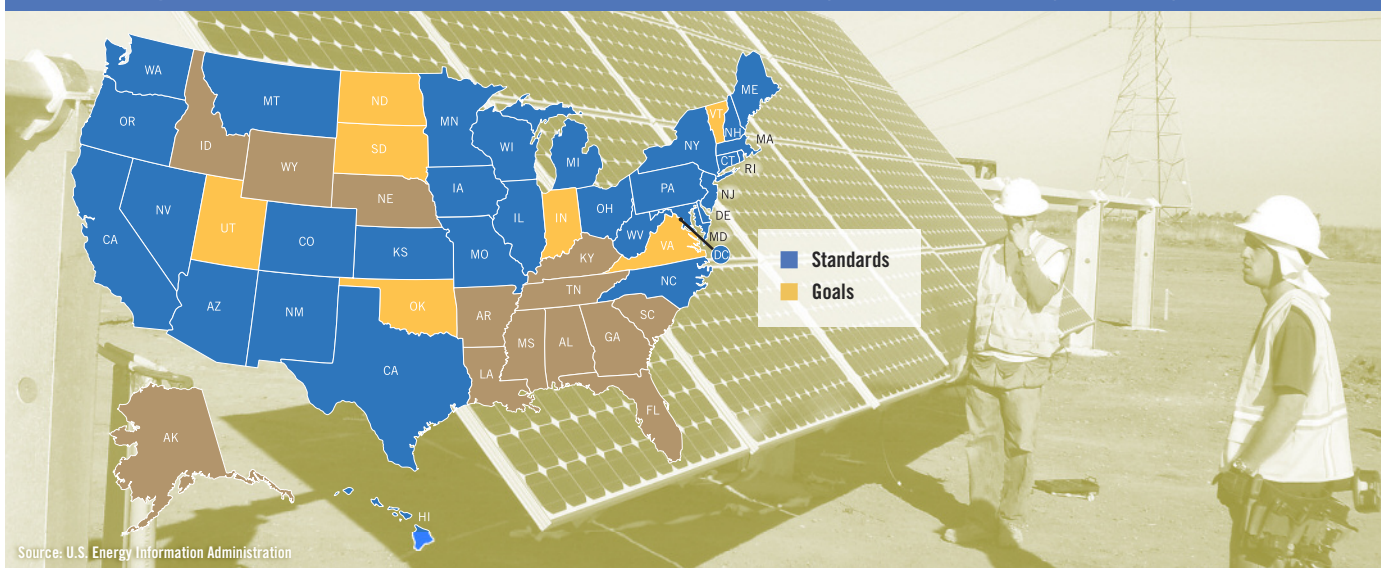 WA
MT
ND
MN
ME
OR
ID
SD
WI
VT
NH
MA
WY
MI
NY
CT
RI
NE
IA
PA
NJ
NV
UT
IL
IN
OH
DE
CA
CO
KS
MO
WV
VA
MD
DC
KY
Standards
AZ
NM
OK
TN
NC
Goals
AR
SC
MS
AL
GA
CA
LA
FL
AK
HI
Source: U.S. Energy Information Administration